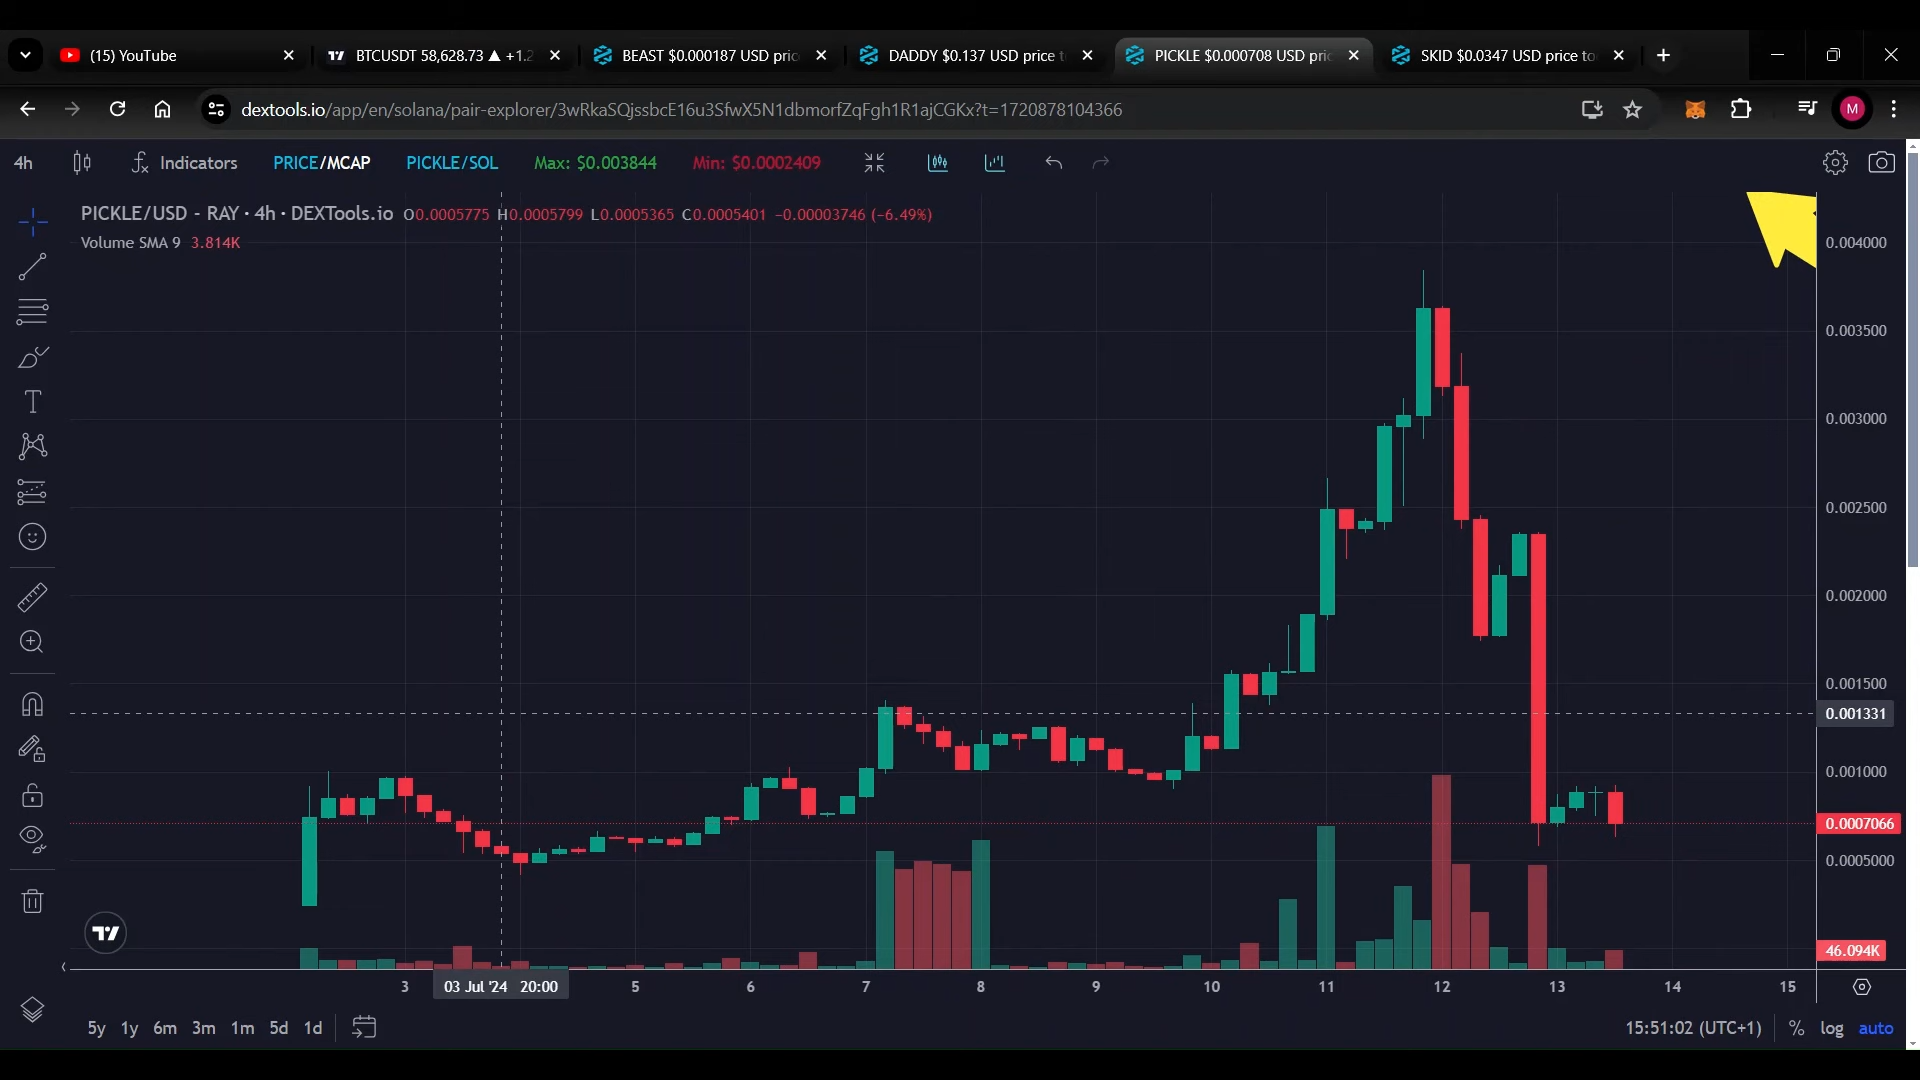 (15) YouTube
BTCUSDT 58,628.73 ▲ +1.2
BEAST $0.000187 USD pric
DADDY $0.137 USD price t
PICKLE $0.000708 USD pric
SKID $0.0347 USD price to
dextools.io/app/en/solana/pair-explorer/3wRkaSQjssbcE16u3SfwX5N1dbmorfZqFgh1R1ajCGKx?t=1720878104366
M
4h
Indicators
PRICE/MCAP
PICKLE/SOL
Max: $0.003844
Min: $0.0002409
PICKLE/USD - RAY · 4h · DEXTools.io O0.0005775 H0.0005799 L0.0005365 C0.0005401 −0.00003746 (−6.49%)
Volume SMA 9 3.814K
0.004000
0.003500
0.003000
0.002500
0.002000
0.001500
0.001331
0.001000
0.0007066
0.0005000
46.094K
3
03 Jul '24 20:00
5
6
7
8
9
10
11
12
13
14
15
5y 1y 6m 3m 1m 5d 1d
15:51:02 (UTC+1)
% log auto